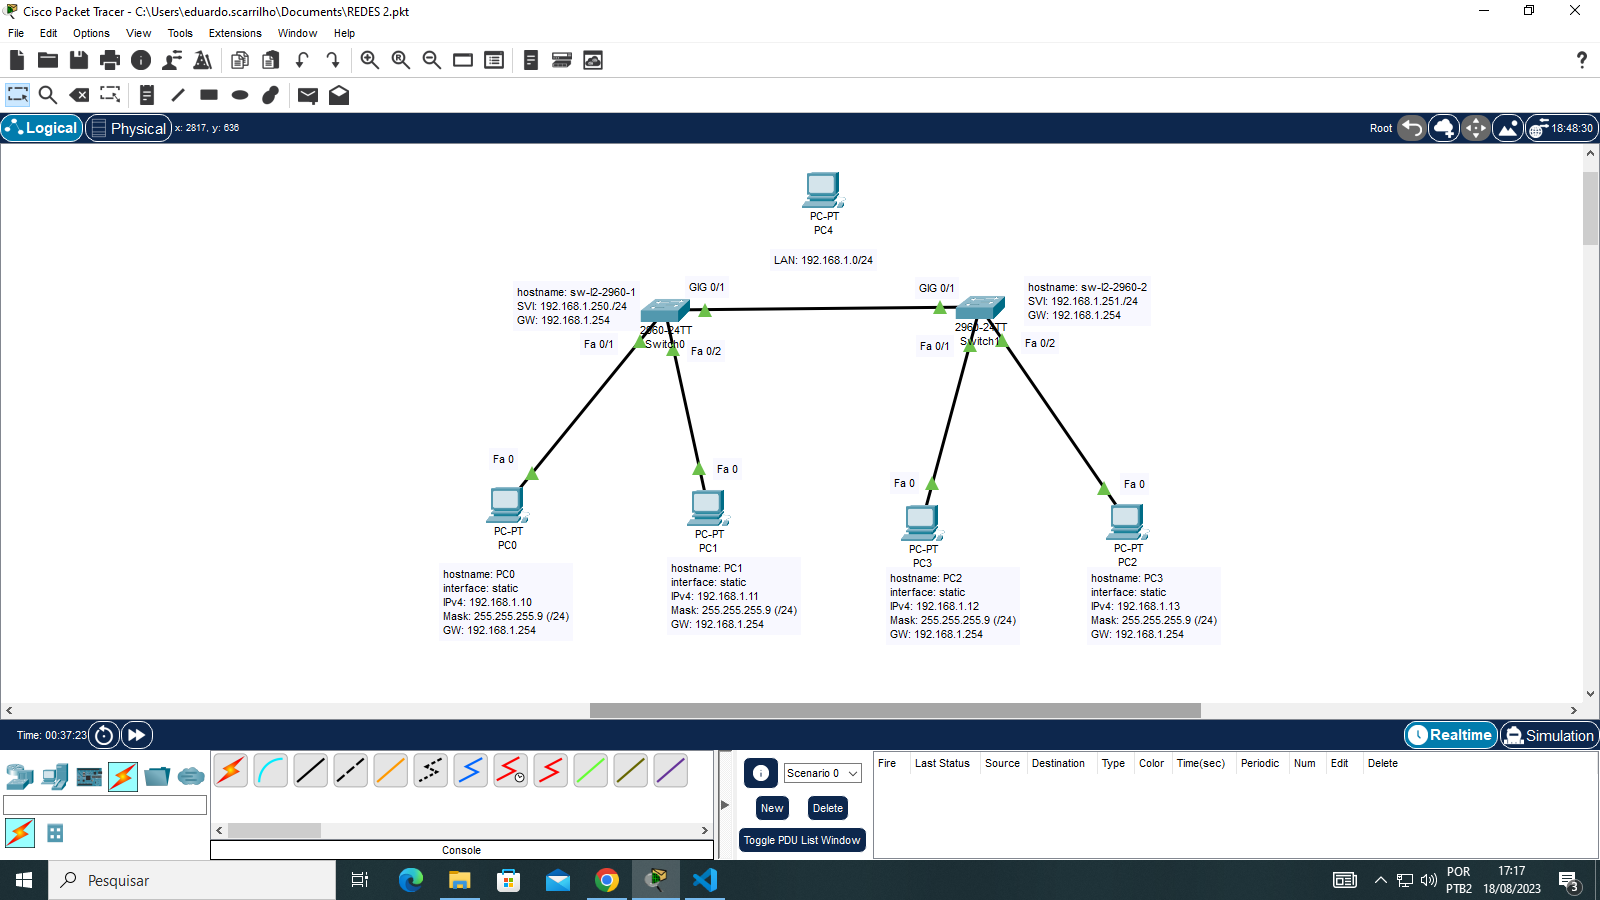 Cisco Packet Tracer - C:\Users\eduardo.scarrilho\Documents\REDES 2.pkt
File Edit Options View Tools Extensions Window Help
Logical Physical x: 2817, y: 636 Root 18:48:30
PC-PT
PC4
LAN: 192.168.1.0/24
hostname: sw-l2-2960-1
SVI: 192.168.1.250./24
GW: 192.168.1.254
GIG 0/1
GIG 0/1
hostname: sw-l2-2960-2
SVI: 192.168.1.251./24
GW: 192.168.1.254
2960-24TT
Switch0
Fa 0/1
Fa 0/2
2960-24TT
Switch1
Fa 0/1
Fa 0/2
Fa 0
Fa 0
Fa 0
Fa 0
PC-PT
PC0
PC-PT
PC1
PC-PT
PC3
PC-PT
PC2
hostname: PC0
interface: static
IPv4: 192.168.1.10
Mask: 255.255.255.9 (/24)
GW: 192.168.1.254
hostname: PC1
interface: static
IPv4: 192.168.1.11
Mask: 255.255.255.9 (/24)
GW: 192.168.1.254
hostname: PC2
interface: static
IPv4: 192.168.1.12
Mask: 255.255.255.9 (/24)
GW: 192.168.1.254
hostname: PC3
interface: static
IPv4: 192.168.1.13
Mask: 255.255.255.9 (/24)
GW: 192.168.1.254
Time: 00:37:23
Realtime Simulation
Scenario 0
New Delete
Toggle PDU List Window
Fire Last Status Source Destination Type Color Time(sec) Periodic Num Edit Delete
Console
Pesquisar
POR
PTB2
17:17
18/08/2023
3